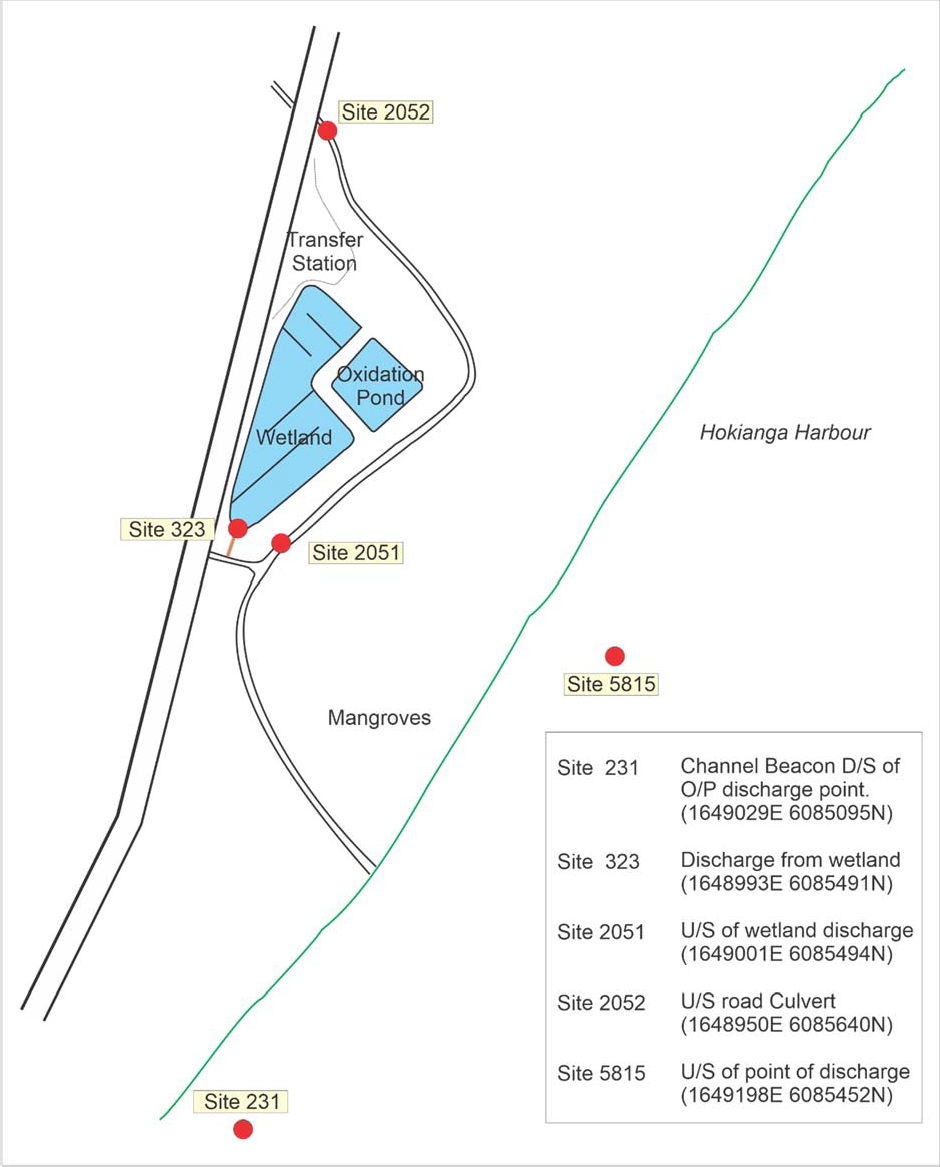 Site 2052
Transfer
Station
Oxidation
Pond
Hokianga Harbour
Wetland
Site 323
Site 2051
Site 5815
Mangroves
Site 231 Channel Beacon D/S of
O/P discharge point.
(1649029E 6085095N)
Site 323 Discharge from wetland
(1648993E 6085491N)
Site 2051 U/S of wetland discharge
(1649001E 6085494N)
Site 2052 U/S road Culvert
(1648950E 6085640N)
Site 5815 U/S of point of discharge
(1649198E 6085452N)
Site 231